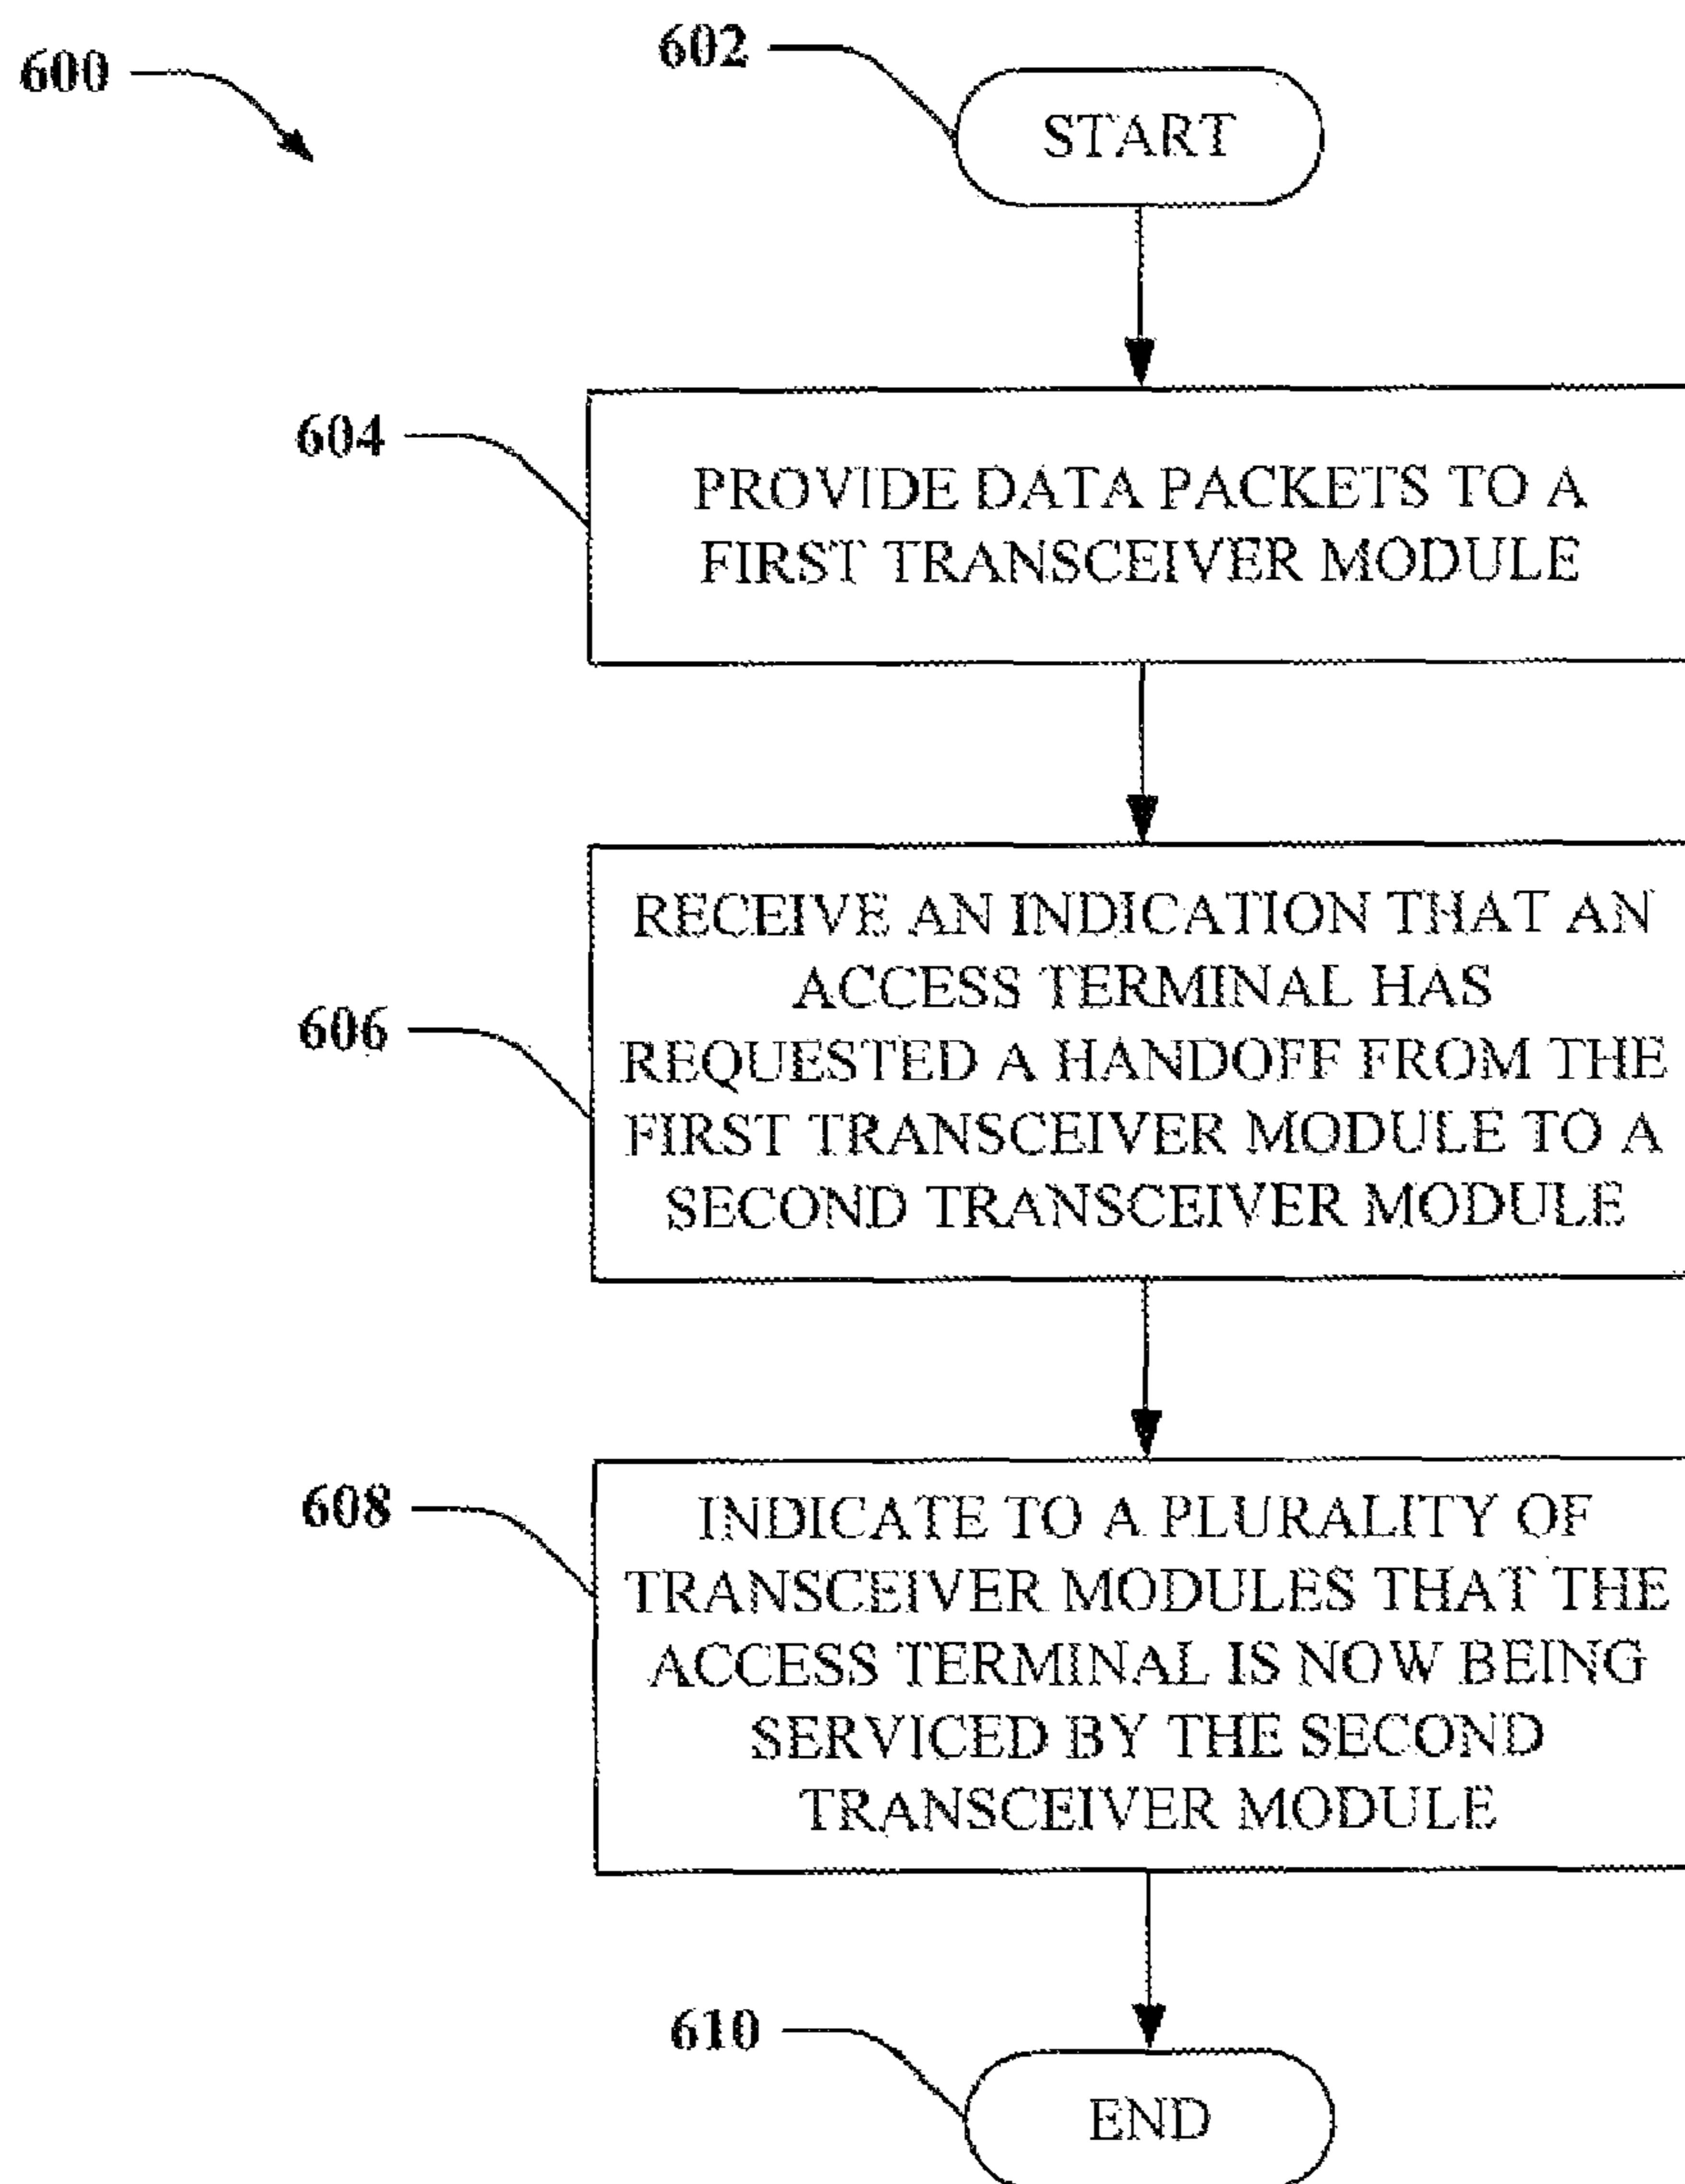 600
602
START
604
PROVIDE DATA PACKETS TO A
FIRST TRANSCEIVER MODULE
606
RECEIVE AN INDICATION THAT AN
ACCESS TERMINAL HAS
REQUESTED A HANDOFF FROM THE
FIRST TRANSCEIVER MODULE TO A
SECOND TRANSCEIVER MODULE
608
INDICATE TO A PLURALITY OF
TRANSCEIVER MODULES THAT THE
ACCESS TERMINAL IS NOW BEING
SERVICED BY THE SECOND
TRANSCEIVER MODULE
610
END